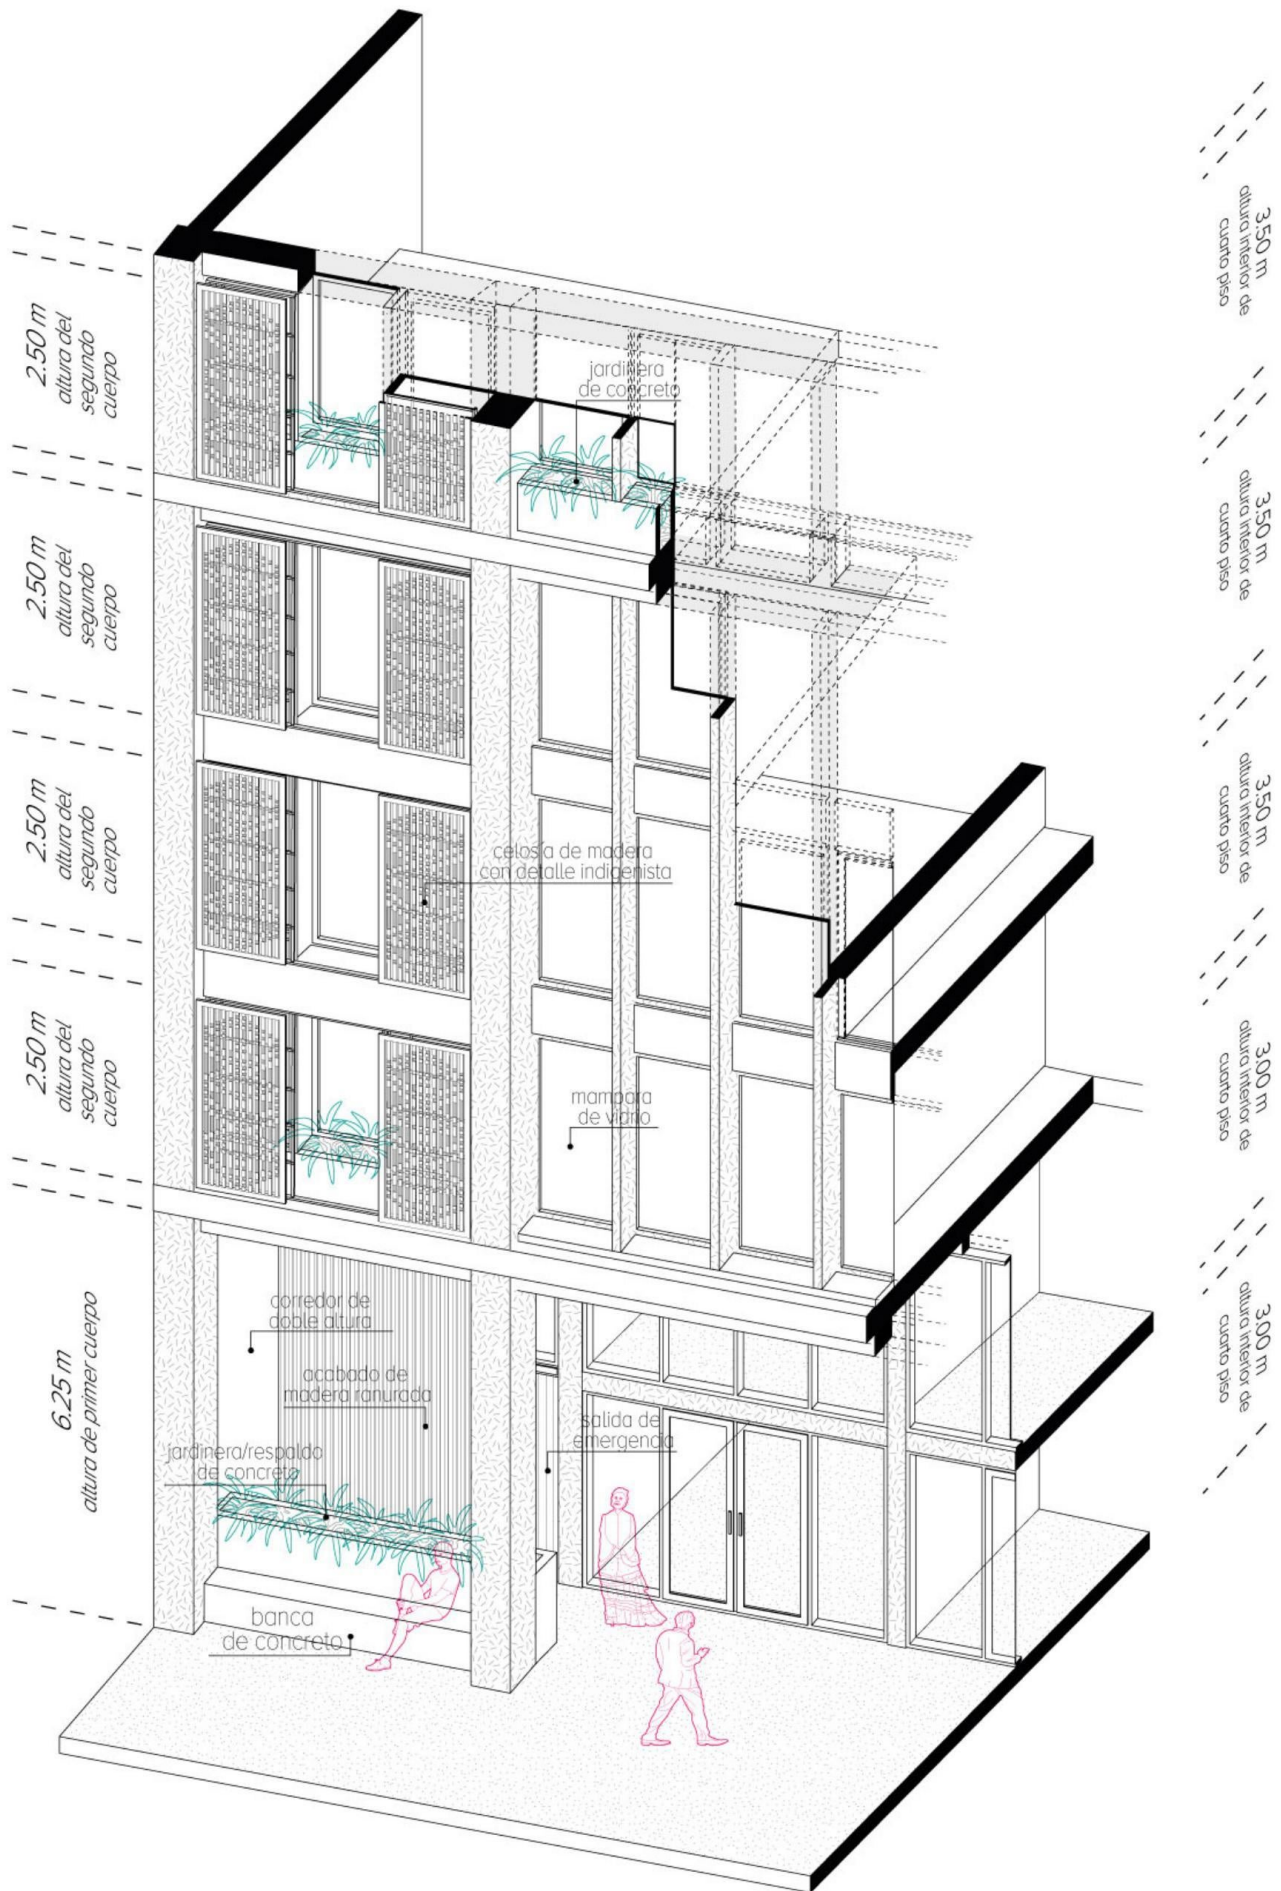 2.50 m
altura del
segundo
cuerpo
2.50 m
altura del
segundo
cuerpo
2.50 m
altura del
segundo
cuerpo
2.50 m
altura del
segundo
cuerpo
6.25 m
altura de primer cuerpo
jardinera
de concreto
celosía de madera
con detalle indigenista
mampara
de vidrio
corredor de
doble altura
acabado de
madera ranurada
jardinera/respaldo
de concreto
salida de
emergencia
banca
de concreto
3.50 m
altura interior de
cuarto piso
3.50 m
altura interior de
cuarto piso
3.50 m
altura interior de
cuarto piso
3.00 m
altura interior de
cuarto piso
3.00 m
altura interior de
cuarto piso